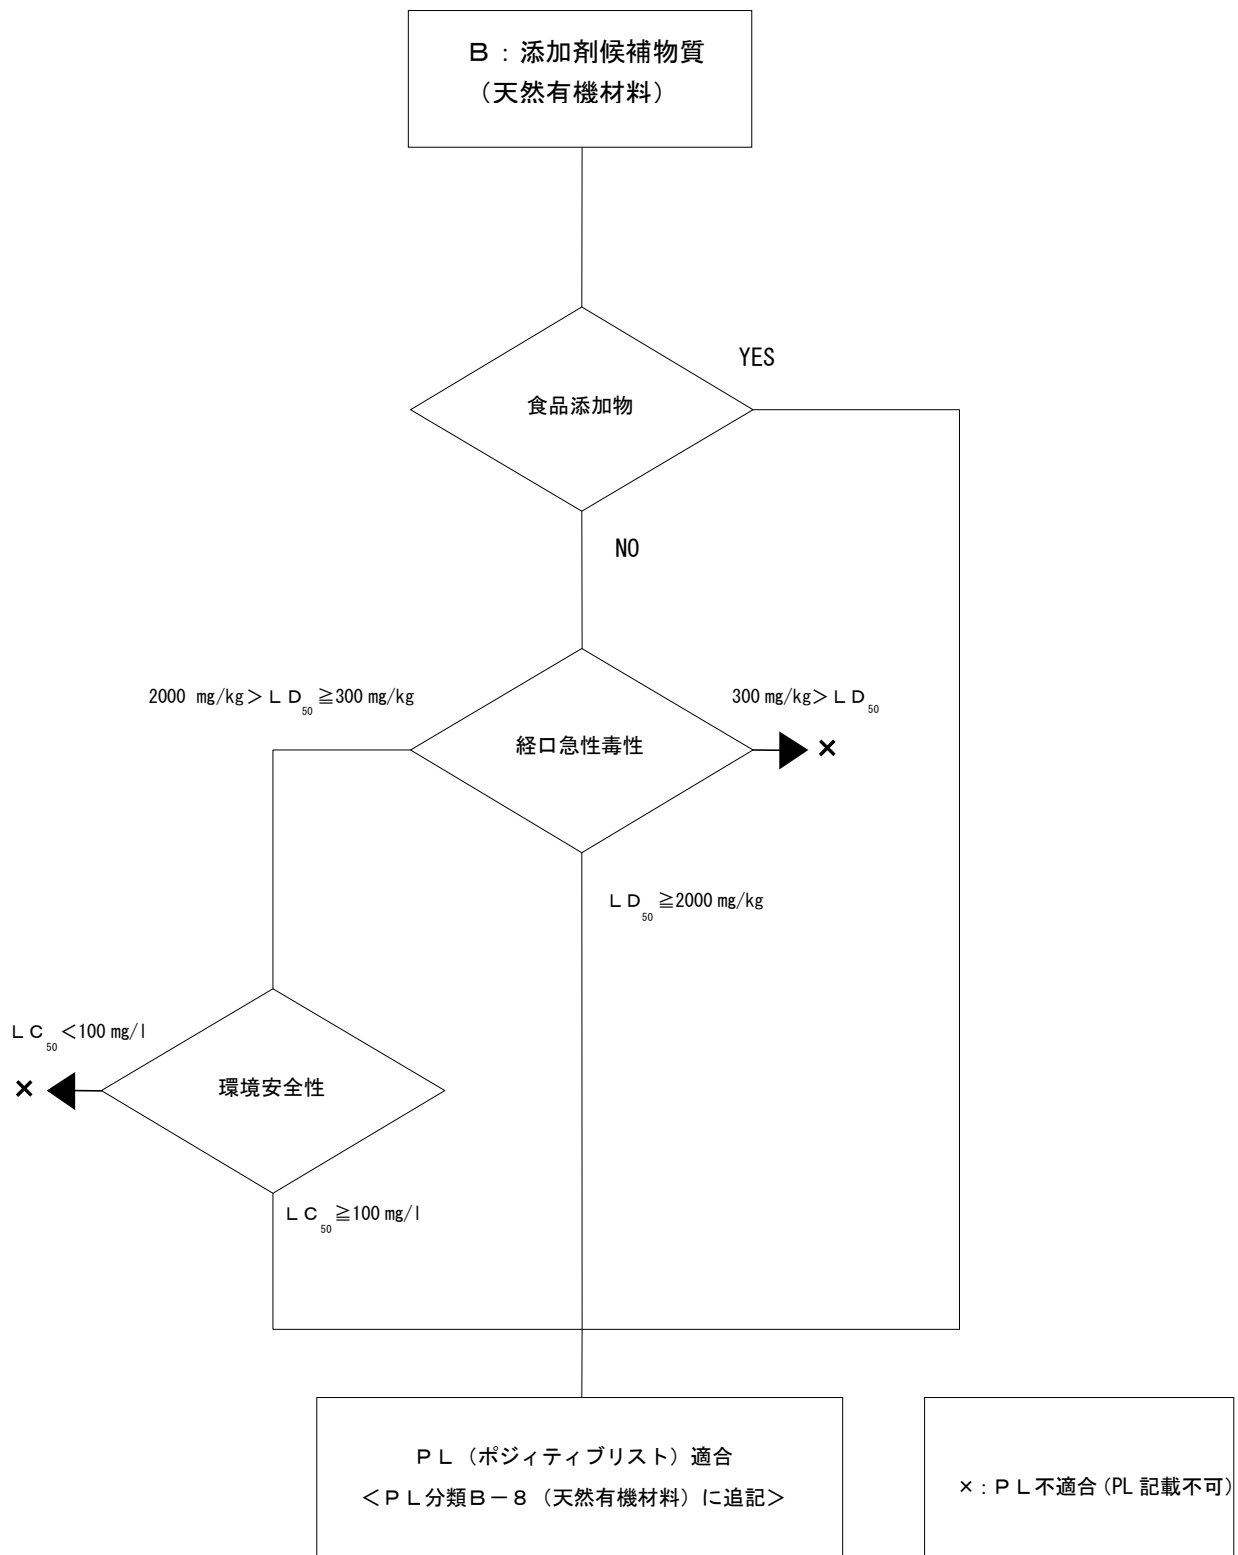 B：添加剤候補物質
（天然有機材料）
YES
食品添加物
NO
2000 mg/kg＞ＬＤ50≧300 mg/kg
300 mg/kg＞ＬＤ50
経口急性毒性
×
ＬＤ50≧2000 mg/kg
ＬＣ50＜100 mg/l
×
環境安全性
ＬＣ50≧100 mg/l
ＰＬ（ポジィティブリスト）適合
＜ＰＬ分類Ｂ－８（天然有機材料）に追記＞
×：ＰＬ不適合(PL 記載不可)